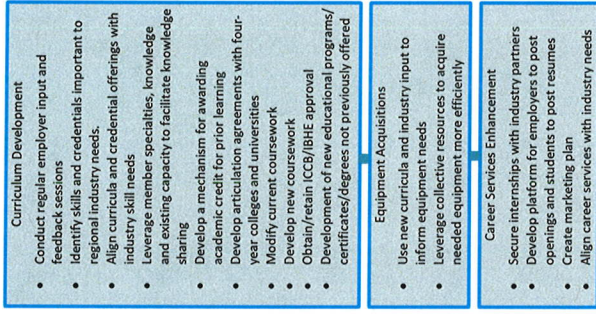 Curriculum Development
• Conduct regular employer input and
feedback sessions
• Identify skills and credentials important to
regional industry needs.
• Align curricula and credential offerings with
industry skill needs
• Leverage member specialties, knowledge
and existing capacity to facilitate knowledge
sharing
• Develop a mechanism for awarding
academic credit for prior learning
• Develop articulation agreements with four-
year colleges and universities
• Modify current coursework
• Develop new coursework
• Obtain/retain ICCB/IBHE approval
• Development of new educational programs/
certificates/degrees not previously offered
Equipment Acquisitions
• Use new curricula and industry input to
inform equipment needs
• Leverage collective resources to acquire
needed equipment more efficiently
Career Services Enhancement
• Secure internships with industry partners
• Develop platform for employers to post
openings and students to post resumes
• Create marketing plan
• Align career services with industry needs